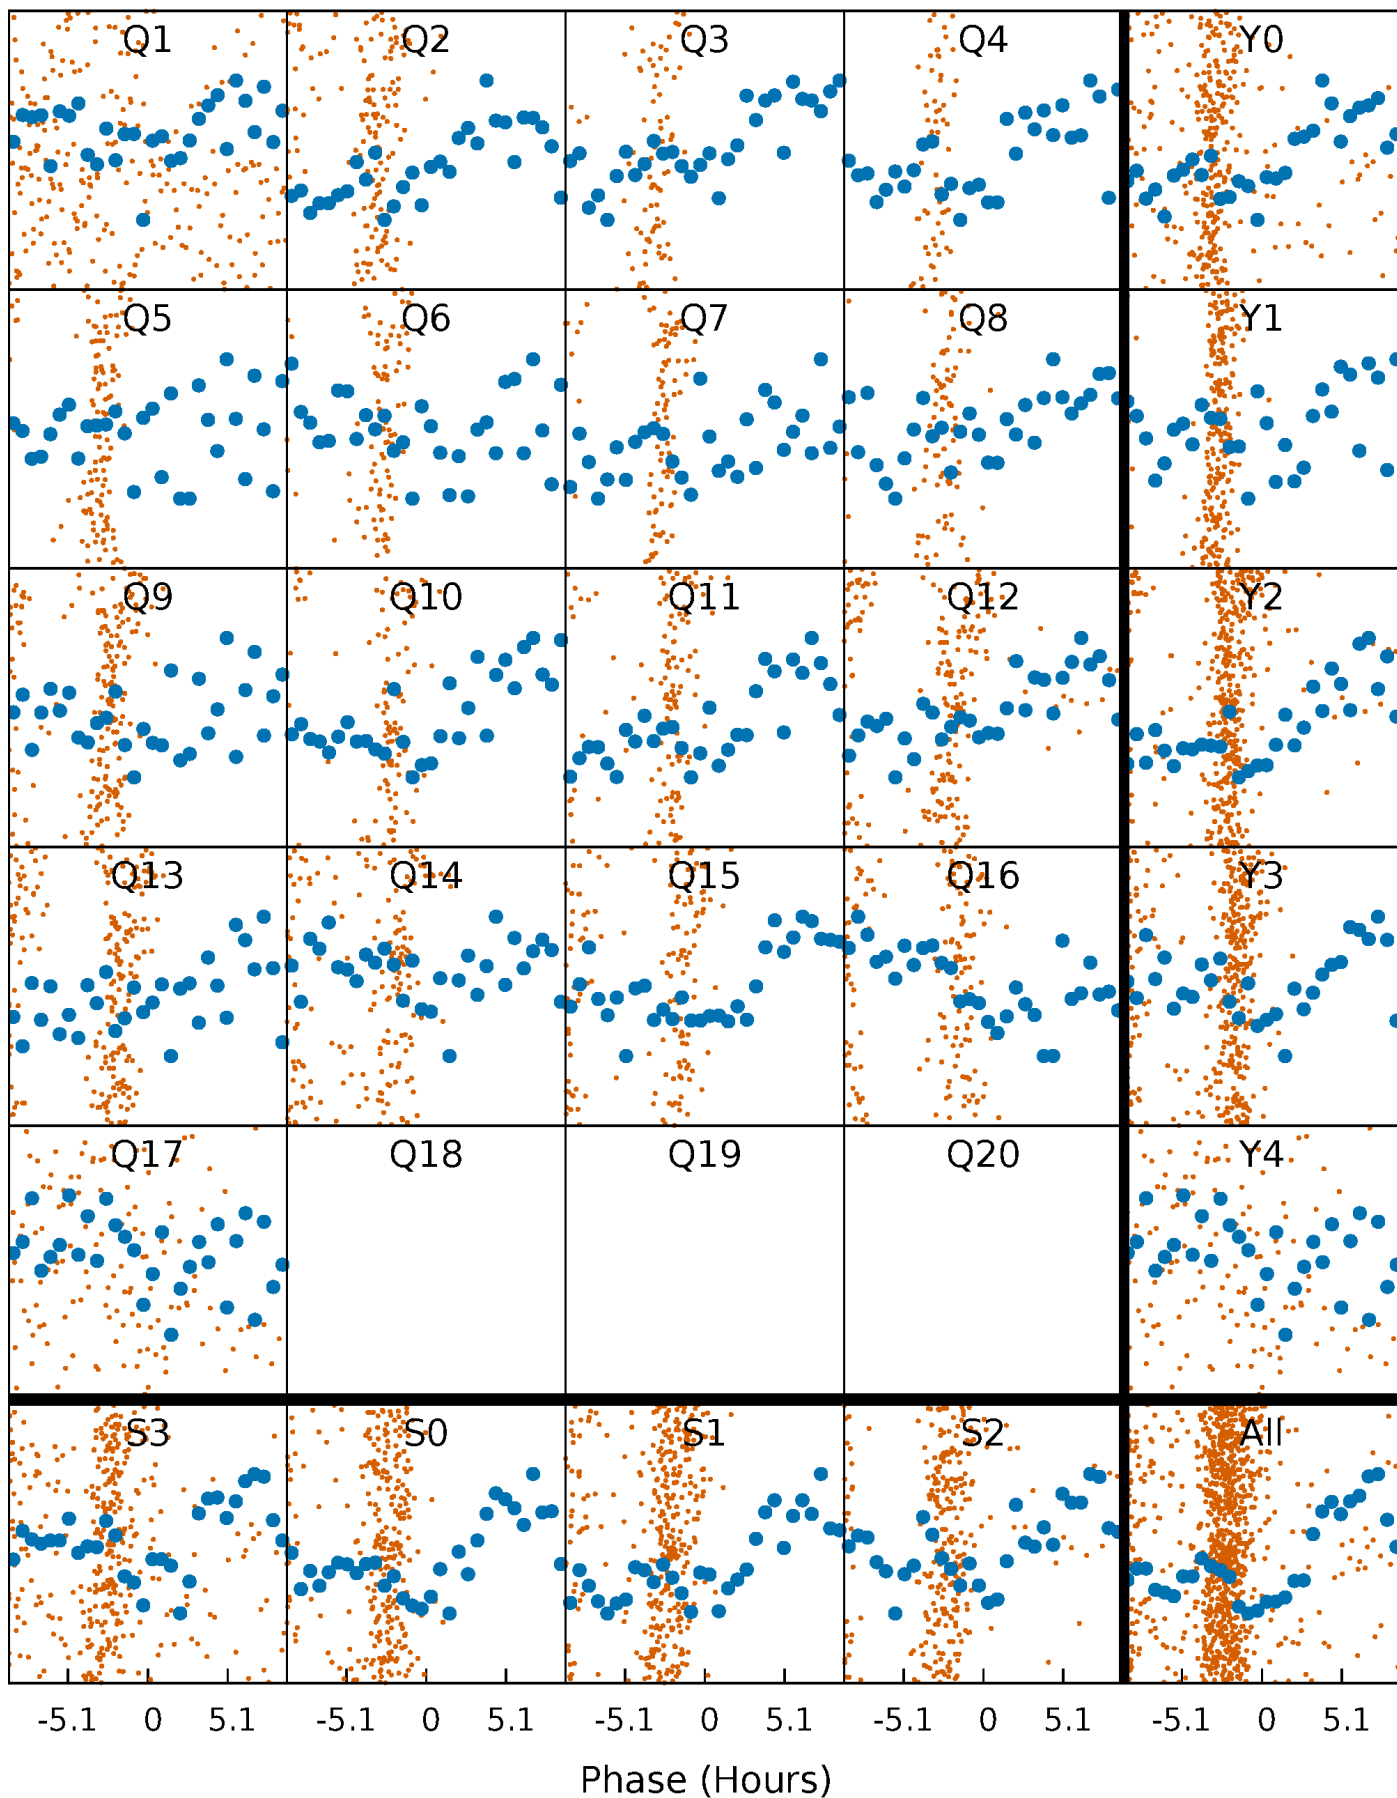 Q1 Q2 Q3 Q4 Y0
Q5 Q6 Q7 Q8 Y1
Q9 Q10 Q11 Q12 Y2
Q13 Q14 Q15 Q16 Y3
Q17 Q18 Q19 Q20 Y4
S3 S0 S1 S2 All
-5.1 0 5.1 -5.1 0 5.1 -5.1 0 5.1 -5.1 0 5.1 -5.1 0 5.1
Phase (Hours)